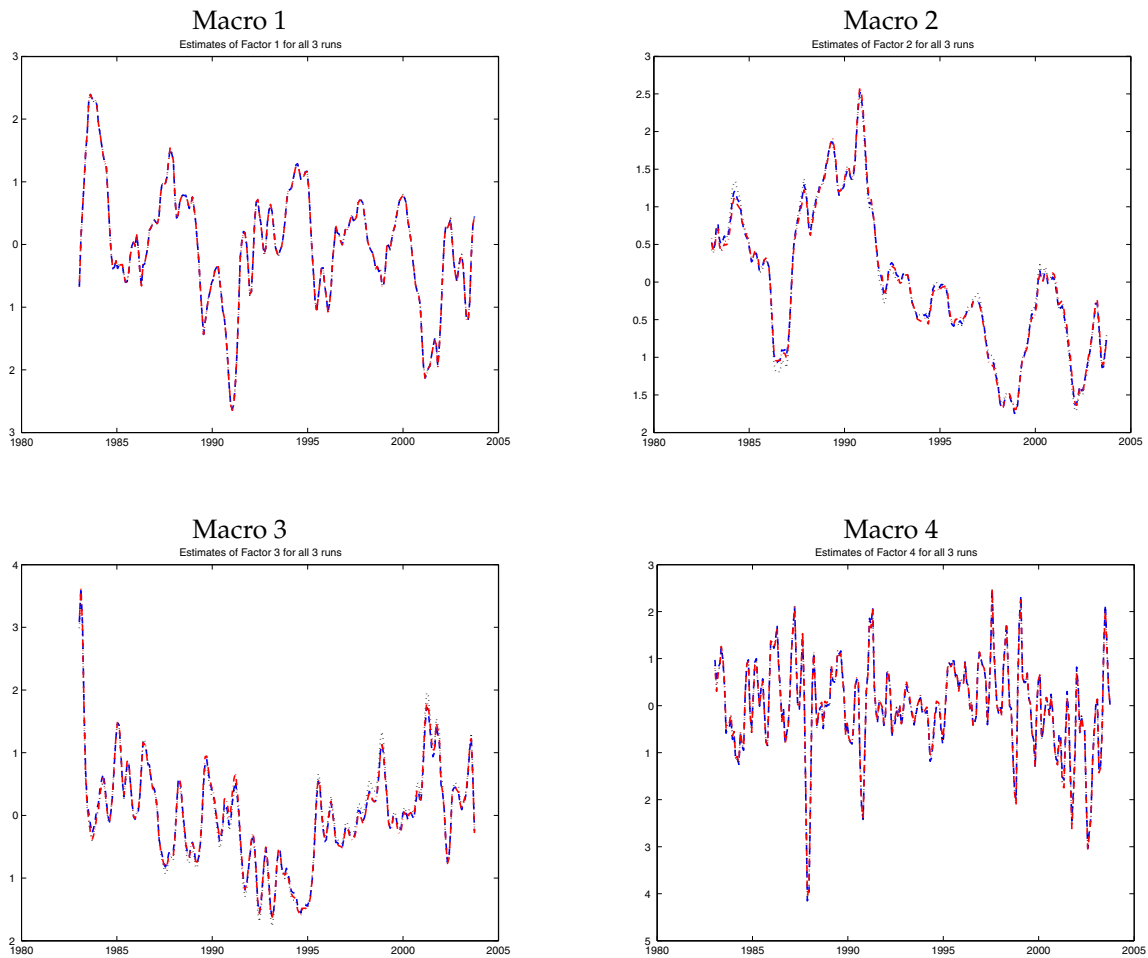 Macro 1
Estimates of Factor 1 for all 3 runs
3
2
1
0
1
2
3
1980 1985 1990 1995 2000 2005
Macro 2
Estimates of Factor 2 for all 3 runs
3
2.5
2
1.5
1
0.5
0
0.5
1
1.5
2
1980 1985 1990 1995 2000 2005
Macro 3
Estimates of Factor 3 for all 3 runs
4
3
2
1
0
1
2
1980 1985 1990 1995 2000 2005
Macro 4
Estimates of Factor 4 for all 3 runs
3
2
1
0
1
2
3
4
5
1980 1985 1990 1995 2000 2005